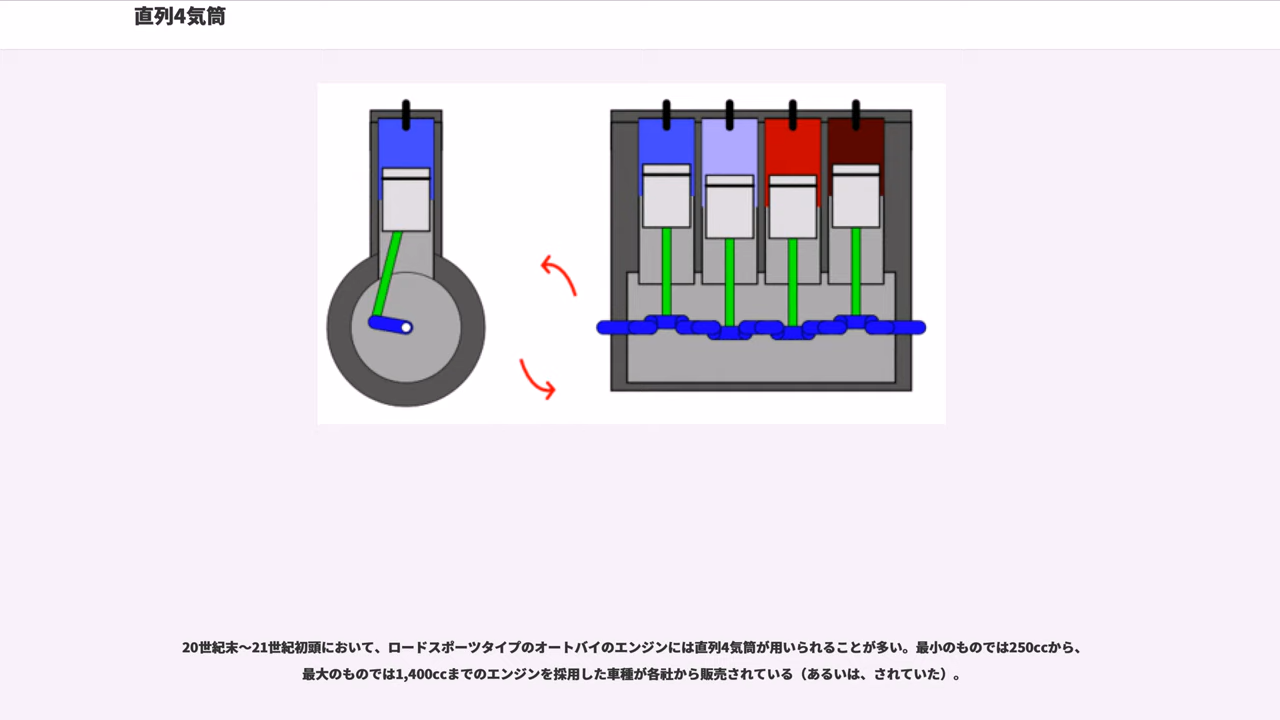 直列4気筒
20世紀末〜21世紀初頭において、ロードスポーツタイプのオートバイのエンジンには直列4気筒が用いられることが多い。最小のものでは250ccから、
最大のものでは1,400ccまでのエンジンを採用した車種が各社から販売されている（あるいは、されていた）。